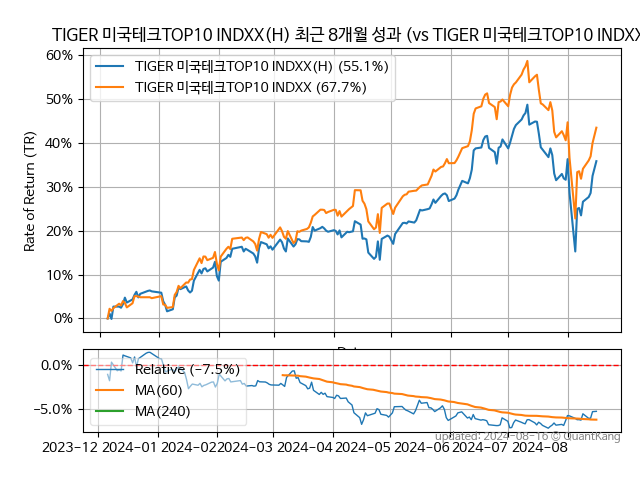 TIGER 미국테크TOP10 INDXX(H) 최근 8개월 성과 (vs TIGER 미국테크TOP10 INDXX
TIGER 미국테크TOP10 INDXX(H) (55.1%)
TIGER 미국테크TOP10 INDXX (67.7%)
Rate of Return (TR)
60%
50%
40%
30%
20%
10%
0%
Relative (-7.5%)
MA(60)
MA(240)
0.0%
-5.0%
2023-12
2024-01
2024-02
2024-03
2024-04
2024-05
2024-06
2024-07
2024-08
updated: 2024-08-16 © QuantKang